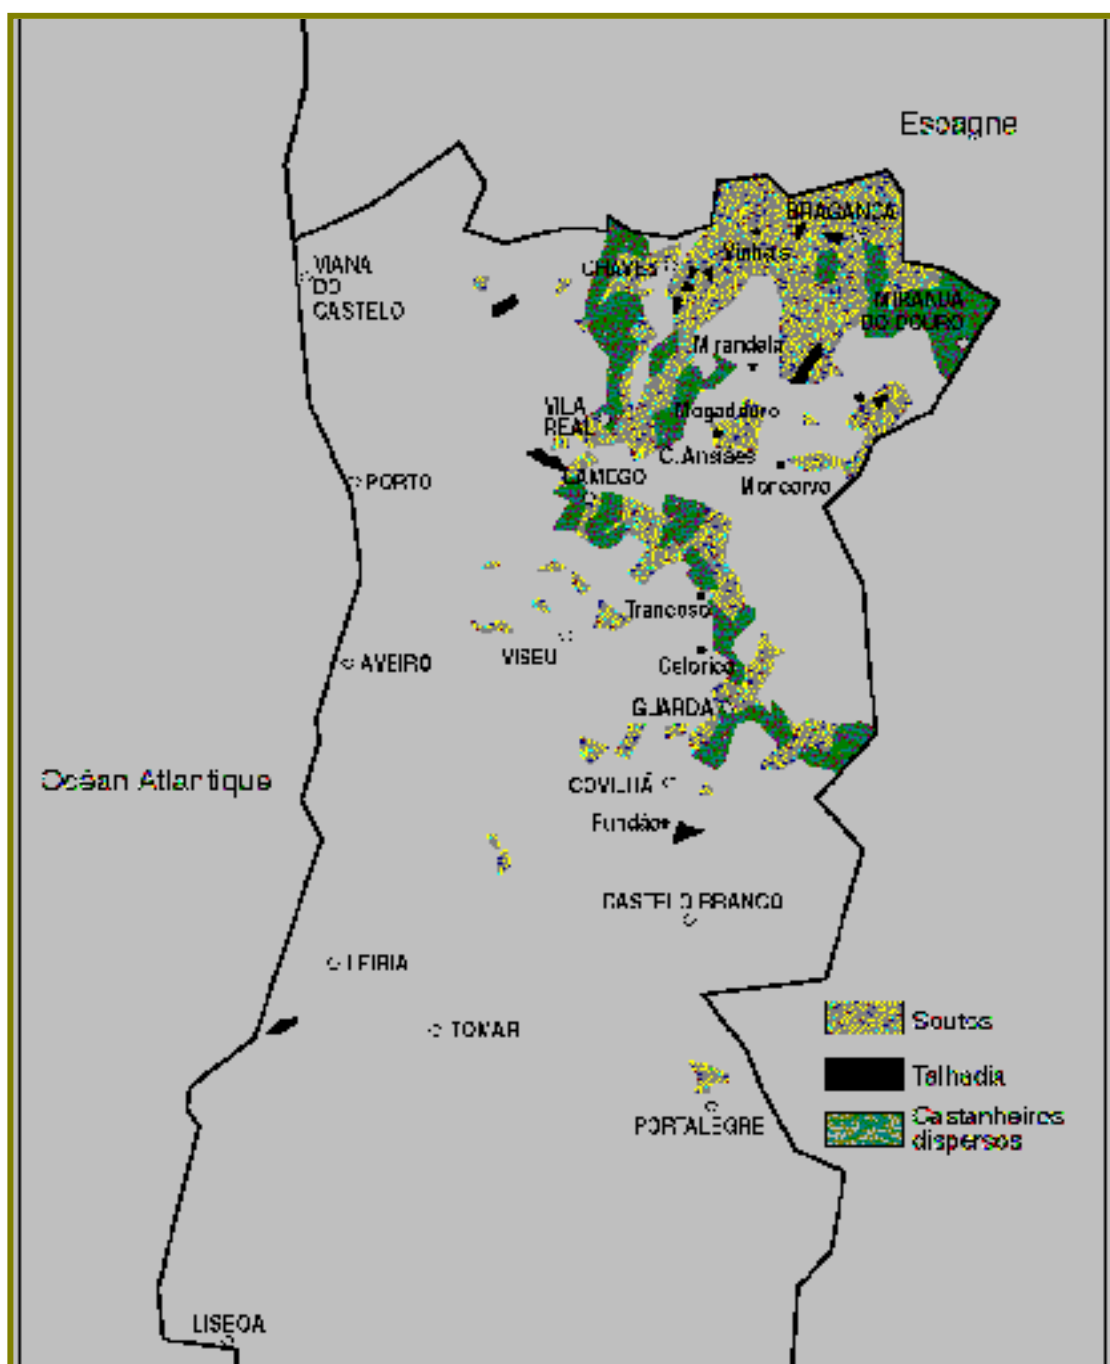 Espagne
BRAGANÇA
Vinhais
CHAVES
VIANA
DO
CASTELO
MIRANDA
DO DOURO
Mirandela
VILA
REAL
Mogadouro
C. Ansiães
LAMEGO
PORTO
Moncorvo
Trancoso
VISEU
Celorico
AVEIRO
GUARDA
Océan Atlantique
COVILHÃ
Fundão
CASTELO BRANCO
LEIRIA
Soutos
TOMAR
Talhadia
PORTALEGRE
Castanheiros
dispersos
LISBOA